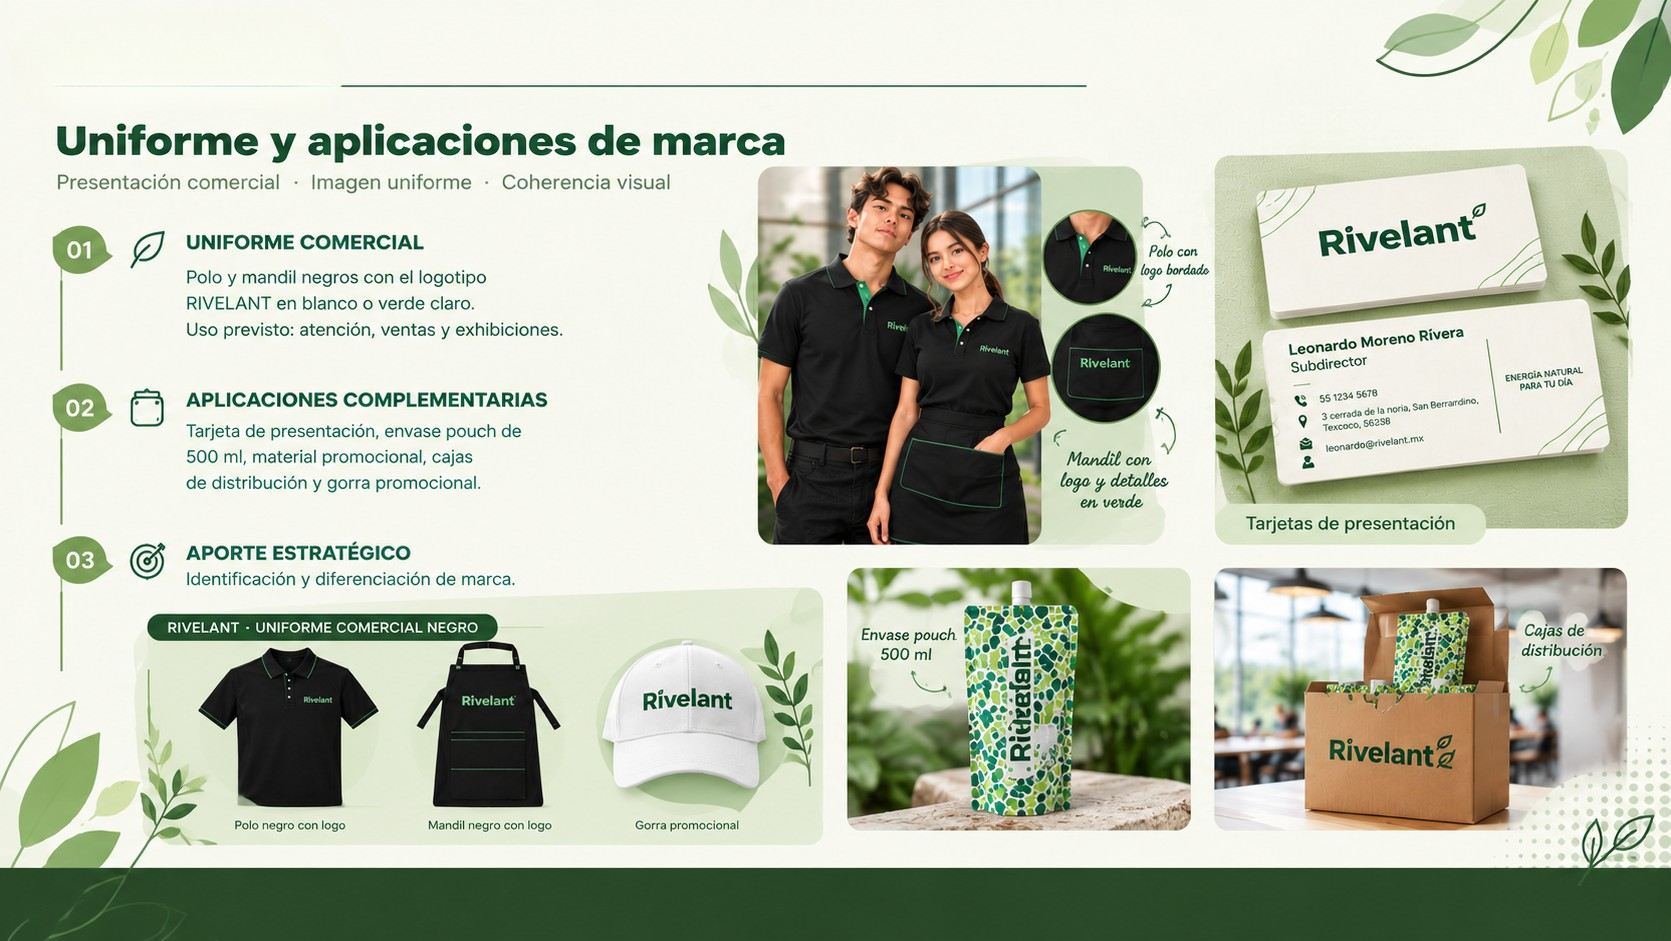 Uniforme y aplicaciones de marca
Presentación comercial · Imagen uniforme · Coherencia visual
01
UNIFORME COMERCIAL
Polo y mandil negros con el logotipo
RIVELANT en blanco o verde claro.
Uso previsto: atención, ventas y exhibiciones.
02
APLICACIONES COMPLEMENTARIAS
Tarjeta de presentación, envase pouch de
500 ml, material promocional, cajas
de distribución y gorra promocional.
03
APORTE ESTRATÉGICO
Identificación y diferenciación de marca.
RIVELANT · UNIFORME COMERCIAL NEGRO
Rivelant
Rivelant
Rivelant
Polo negro con logo
Mandil negro con logo
Gorra promocional
Rivelant
Rivelant
Polo con
logo bordado
Rivelant
Mandil con
logo y detalles
en verde
Rivelant
Leonardo Moreno Rivera
Subdirector
55 1234 5678
3 cerrada de la noria, San Bernardino,
Texcoco, 56258
leonardo@rivelant.mx
ENERGÍA NATURAL
PARA TU DÍA
Tarjetas de presentación
Envase pouch
500 ml
Cajas de
distribución
Rivelant